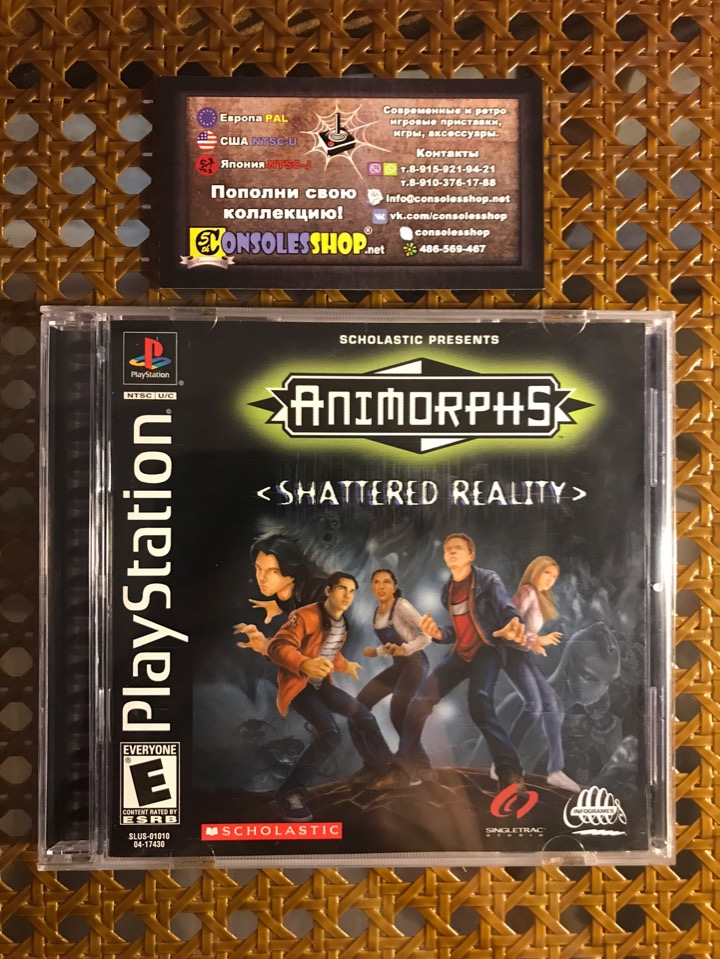 Европа PAL
США NTSC-U
Япония NTSC-J
Пополни свою
коллекцию!
CONSOLESSHOP®.net
Современные и ретро
игровые приставки,
игры, аксессуары.
Контакты
т.8-915-921-94-21
т.8-910-376-17-88
info@consolesshop.net
vk.com/consolesshop
consolesshop
486-569-467
PlayStation®
NTSC U/C
PlayStation®
SCHOLASTIC PRESENTS
ANIMORPHS™
<SHATTERED REALITY>
EVERYONE
E®
CONTENT RATED BY
ESRB
SLUS-01010
04-17430
SCHOLASTIC
SINGLETRAC
STUDIO
INFOGRAMES